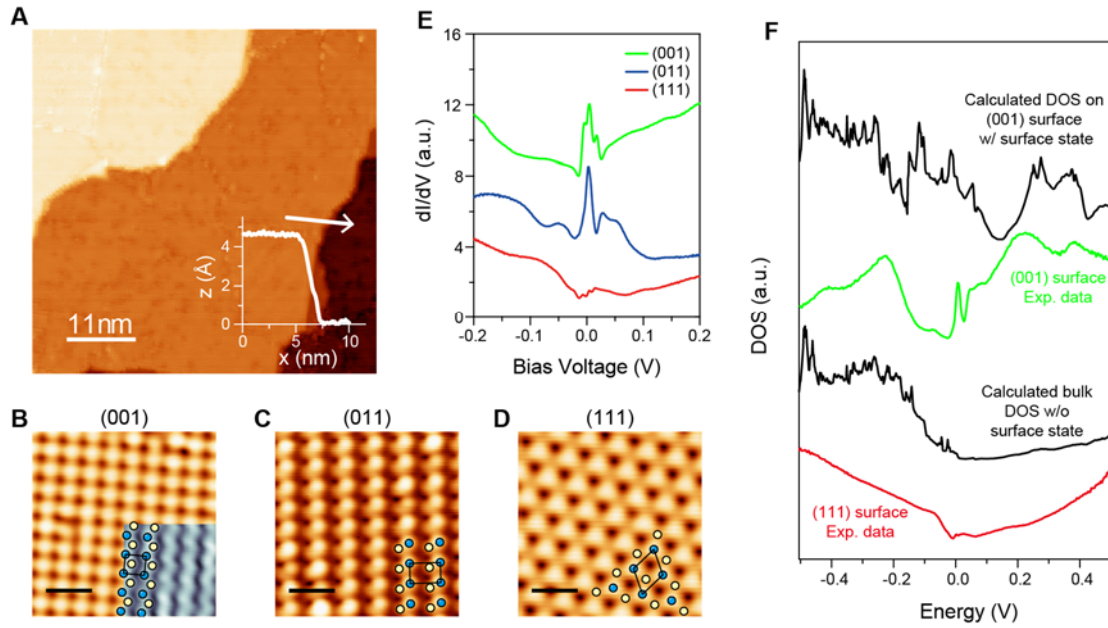 A
11nm
z (Å)
4
2
0
0
5
10
x (nm)
B
(001)
C
(011)
D
(111)
E
(001)
(011)
(111)
dI/dV (a.u.)
16
12
8
4
0
-0.2
-0.1
0.0
0.1
0.2
Bias Voltage (V)
F
Calculated DOS on
(001) surface
w/ surface state
(001) surface
Exp. data
Calculated bulk
DOS w/o
surface state
(111) surface
Exp. data
DOS (a.u.)
-0.4
-0.2
0.0
0.2
0.4
Energy (V)